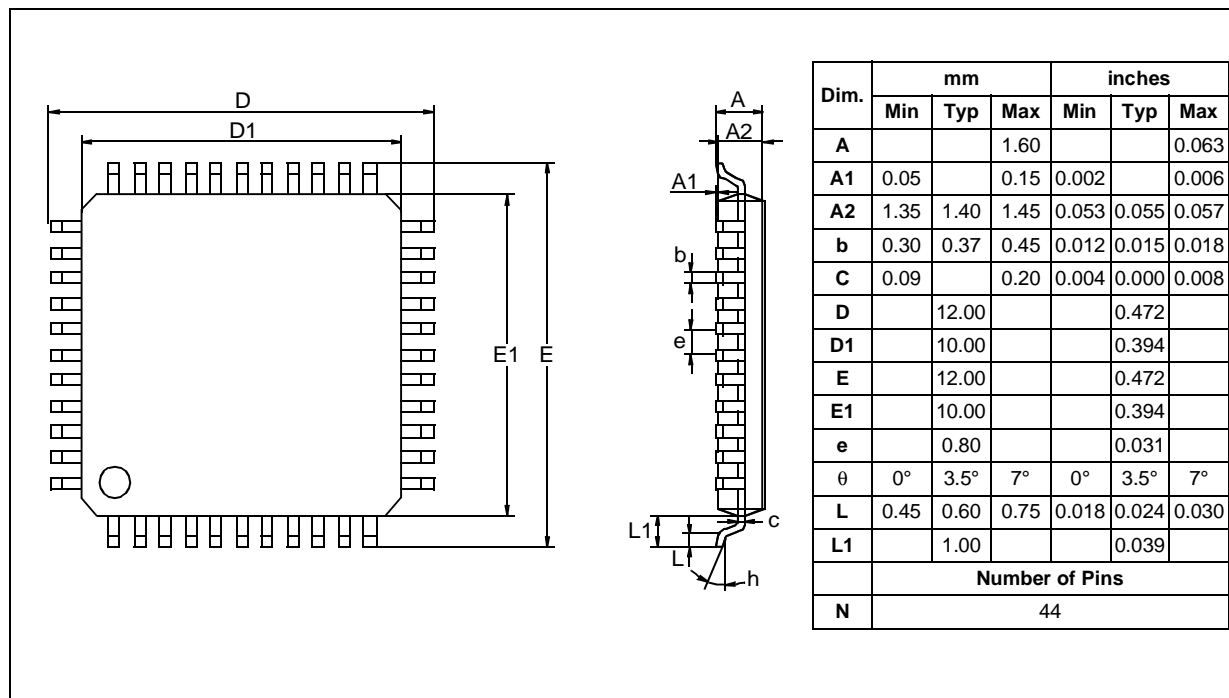 D
D1
E1 E
A
A2
A1
b
e
L1
c
L
h
Dim. mm inches
Min Typ Max Min Typ Max
A 1.60 0.063
A1 0.05 0.15 0.002 0.006
A2 1.35 1.40 1.45 0.053 0.055 0.057
b 0.30 0.37 0.45 0.012 0.015 0.018
C 0.09 0.20 0.004 0.000 0.008
D 12.00 0.472
D1 10.00 0.394
E 12.00 0.472
E1 10.00 0.394
e 0.80 0.031
θ 0° 3.5° 7° 0° 3.5° 7°
L 0.45 0.60 0.75 0.018 0.024 0.030
L1 1.00 0.039
Number of Pins
N 44